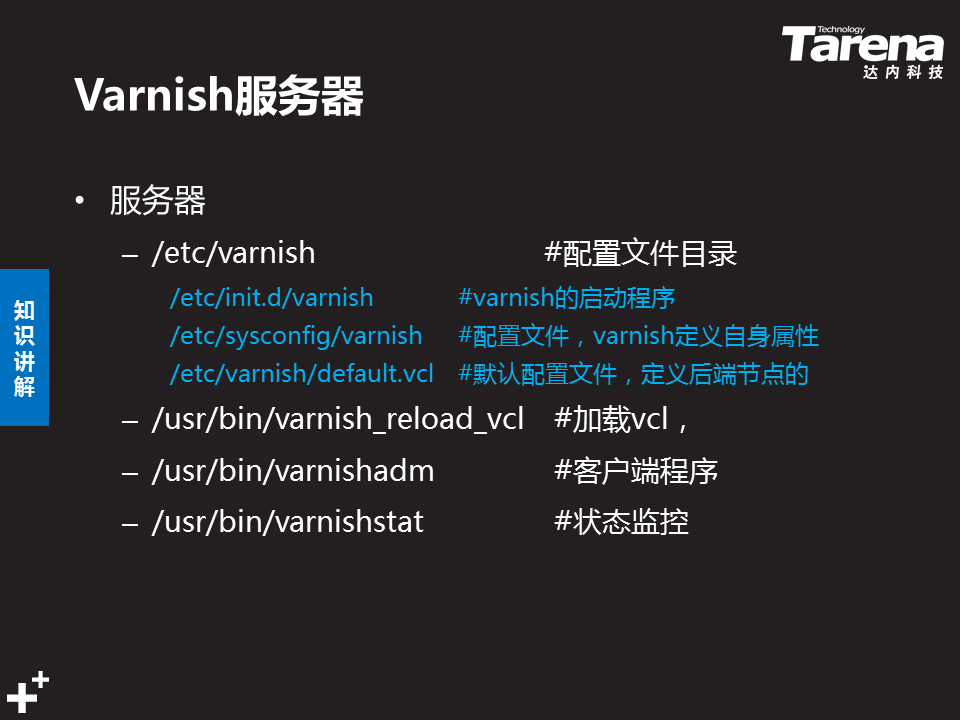 Technology
Tarena
达内科技
Varnish服务器
• 服务器
– /etc/varnish #配置文件目录
/etc/init.d/varnish #varnish的启动程序
/etc/sysconfig/varnish #配置文件，varnish定义自身属性
/etc/varnish/default.vcl #默认配置文件，定义后端节点的
– /usr/bin/varnish_reload_vcl #加载vcl，
– /usr/bin/varnishadm #客户端程序
– /usr/bin/varnishstat #状态监控
知
识
讲
解